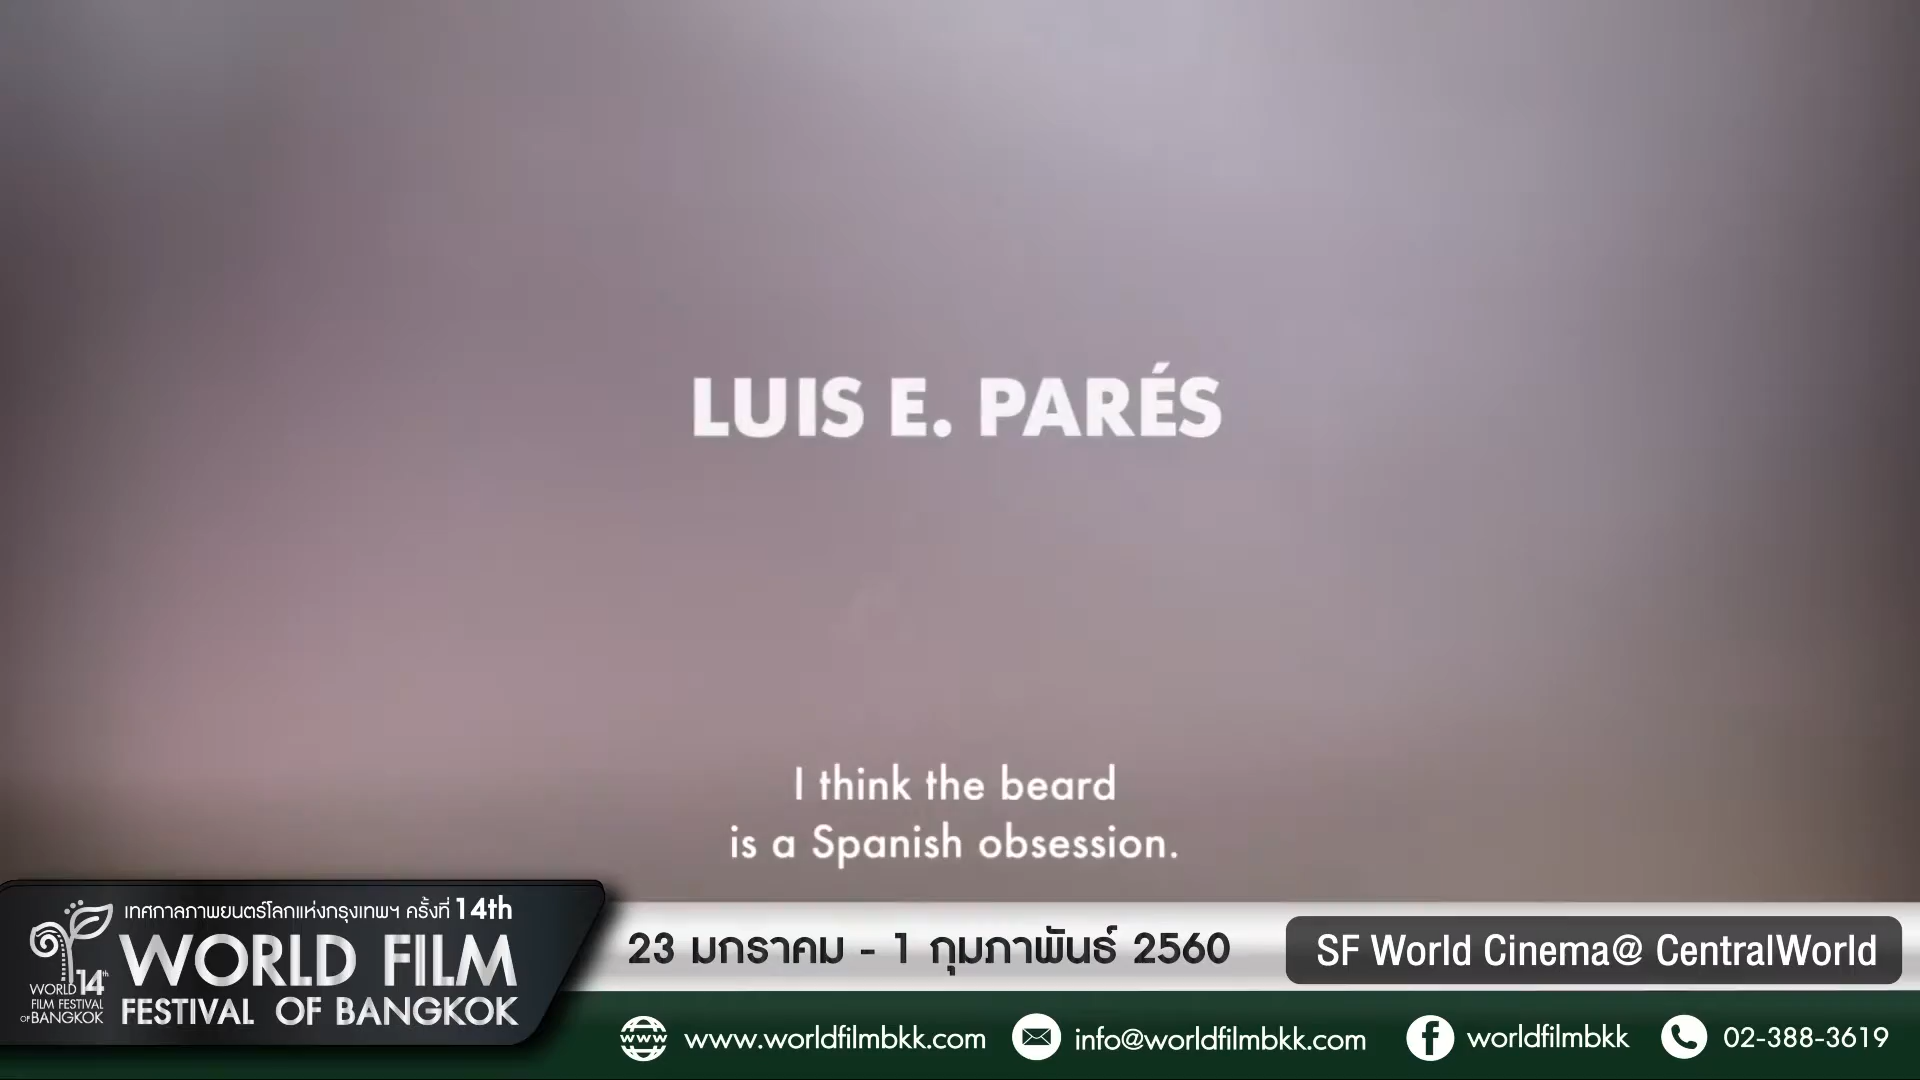 LUIS E. PARÉS
I think the beard
is a Spanish obsession.
เทศกาลภาพยนตร์โลกแห่งกรุงเทพฯ ครั้งที่ 14th
WORLD FILM
FESTIVAL OF BANGKOK
14th
WORLD
FILM FESTIVAL
OF BANGKOK
23 มกราคม - 1 กุมภาพันธ์ 2560
SF World Cinema@ CentralWorld
www www.worldfilmbkk.com info@worldfilmbkk.com f worldfilmbkk 02-388-3619